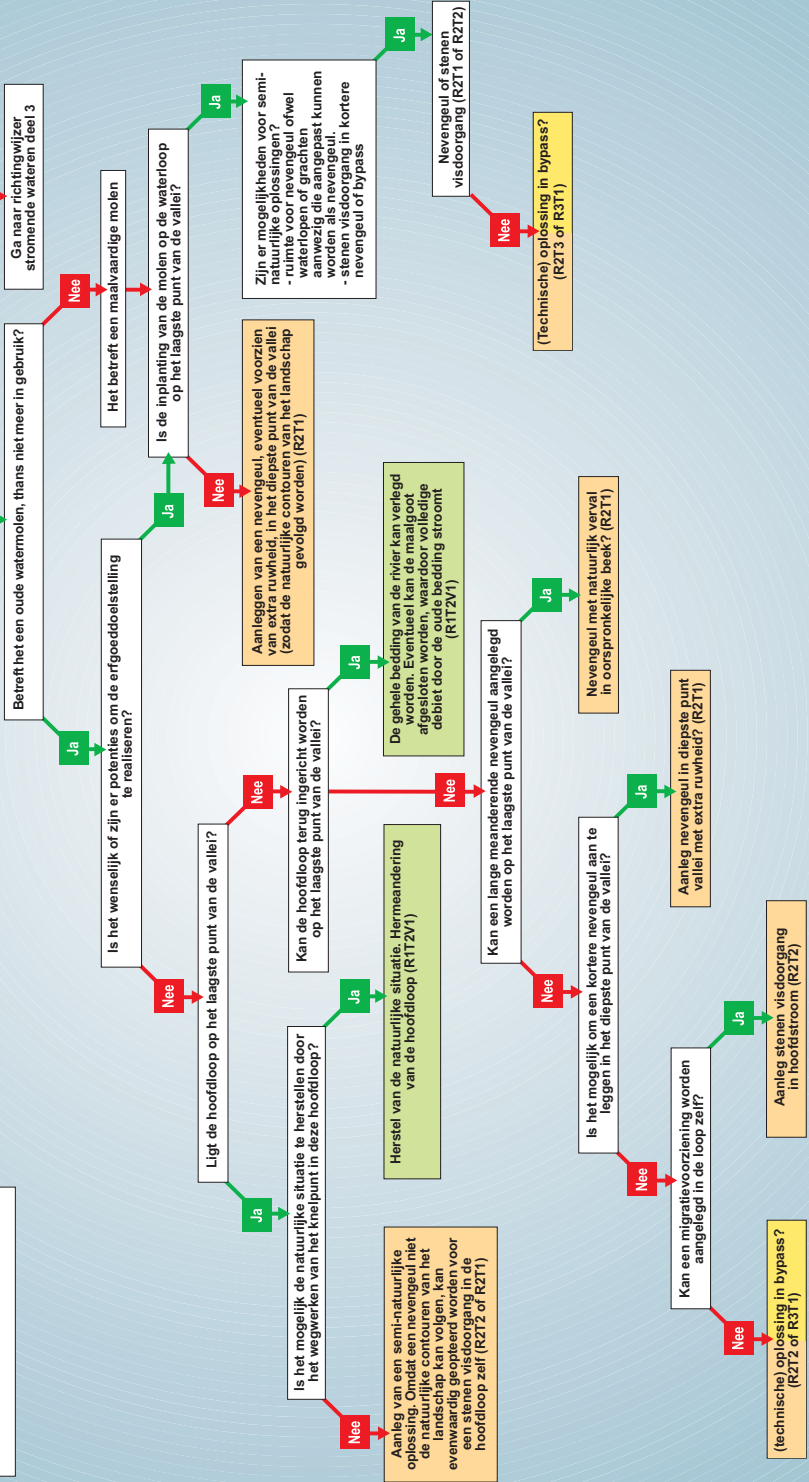 Ga naar richtingwijzer
stromende wateren deel 3
Betreft het een oude watermolen, thans niet meer in gebruik?
Ja
Nee
Het betreft een maalvaardige molen
Is het wenselijk of zijn er potenties om de erfgoeddoelstelling
te realiseren?
Nee
Ja
Is de inplanting van de molen op de waterloop
op het laagste punt van de vallei?
Nee
Ja
Ligt de hoofdloop op het laagste punt van de vallei?
Ja
Nee
Aanleggen van een nevengeul, eventueel voorzien
van extra ruwheid, in het diepste punt van de vallei
(zodat de natuurlijke contouren van het landschap
gevolgd worden) (R2T1)
Zijn er mogelijkheden voor semi-
natuurlijke oplossingen?
- ruimte voor nevengeul ofwel
waterlopen of grachten
aanwezig die aangepast kunnen
worden als nevengeul.
- stenen visdoorgang in kortere
nevengeul of bypass
Is het mogelijk de natuurlijke situatie te herstellen door
het wegwerken van het knelpunt in deze hoofdloop?
Kan de hoofdloop terug ingericht worden
op het laagste punt van de vallei?
Nee
Ja
Ja
Nee
Ja
Aanleg van een semi-natuurlijke
oplossing. Omdat een nevengeul niet
de natuurlijke contouren van het
landschap kan volgen, kan
evenwaardig geopteerd worden voor
een stenen visdoorgang in de
hoofdloop zelf (R2T2 of R2T1)
Herstel van de natuurlijke situatie. Hermeandering
van de hoofdloop (R1T2V1)
De gehele bedding van de rivier kan verlegd
worden. Eventueel kan de maalgoot
afgesloten worden, waardoor volledige
debiet door de oude bedding stroomt
(R1T2V1)
Nevengeul of stenen
visdoorgang (R2T1 of R2T2)
Nee
Kan een lange meanderende nevengeul aangelegd
worden op het laagste punt van de vallei?
Nee
Ja
(Technische) oplossing in bypass?
(R2T3 of R3T1)
Is het mogelijk om een kortere nevengeul aan te
leggen in het diepste punt van de vallei?
Nevengeul met natuurlijk verval
in oorspronkelijke beek? (R2T1)
Nee
Ja
Kan een migratievoorziening worden
aangelegd in de loop zelf?
Aanleg nevengeul in diepste punt
vallei met extra ruwheid? (R2T1)
Nee
Ja
(technische) oplossing in bypass?
(R2T2 of R3T1)
Aanleg stenen visdoorgang
in hoofdstroom (R2T2)